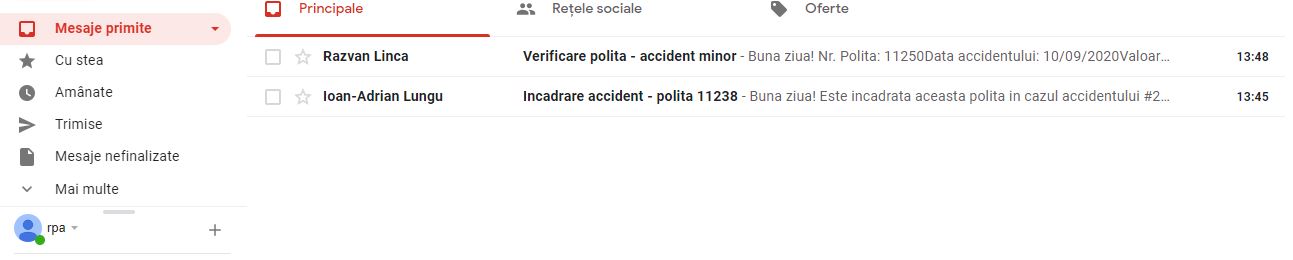 Mesaje primite
Cu stea
Amânate
Trimise
Mesaje nefinalizate
Mai multe
rpa
Principale Rețele sociale Oferte
Razvan Linca Verificare polita - accident minor - Buna ziua! Nr. Polita: 11250Data accidentului: 10/09/2020Valoar… 13:48
Ioan-Adrian Lungu Incadrare accident - polita 11238 - Buna ziua! Este incadrata aceasta polita in cazul accidentului #2… 13:45